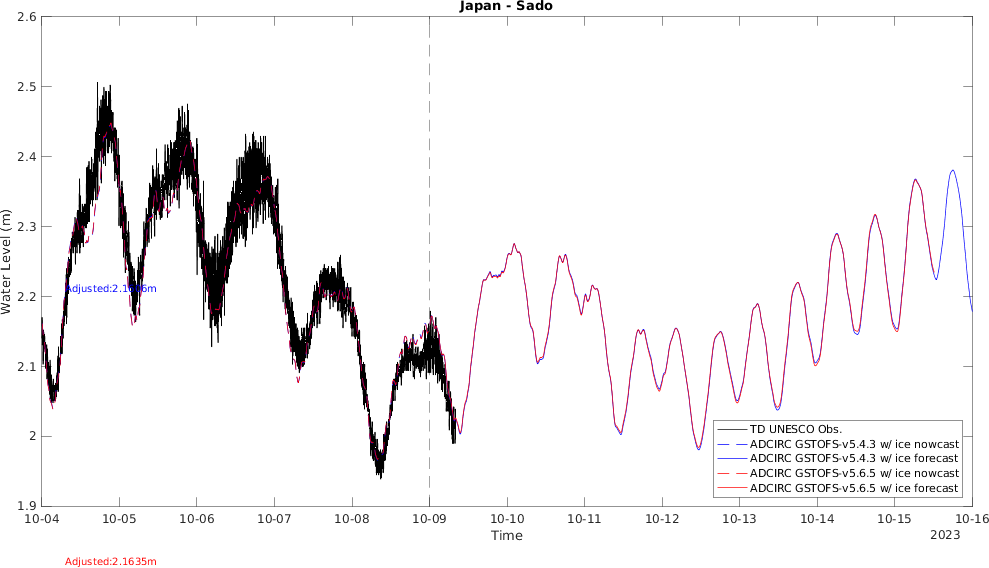 Japan - Sado
Water Level (m)
2.6
2.5
2.4
2.3
2.2
2.1
2
1.9
10-04
10-05
10-06
10-07
10-08
10-09
10-10
10-11
10-12
10-13
10-14
10-15
10-16
2023
Time
TD UNESCO Obs.
ADCIRC GSTOFS-v5.4.3 w/ ice nowcast
ADCIRC GSTOFS-v5.4.3 w/ ice forecast
ADCIRC GSTOFS-v5.6.5 w/ ice nowcast
ADCIRC GSTOFS-v5.6.5 w/ ice forecast
Adjusted:2.1635m